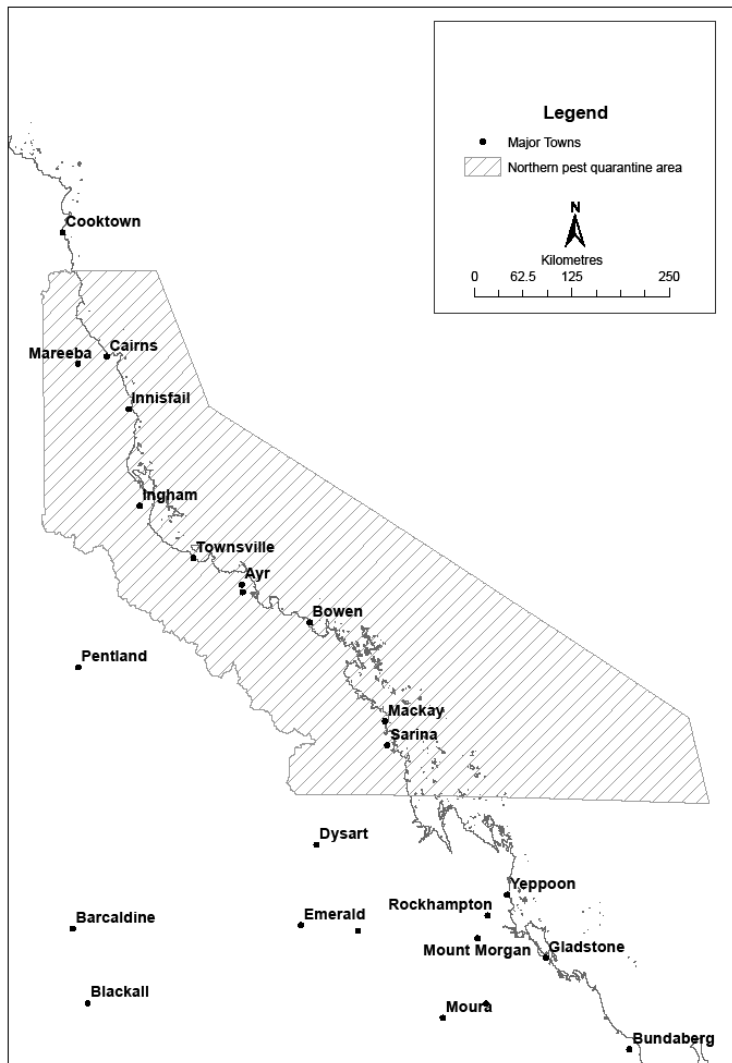 Legend
Major Towns
Northern pest quarantine area
N
Kilometres
0 62.5 125 250
Cooktown
Mareeba Cairns
Innisfail
Ingham
Townsville
Ayr
Bowen
Pentland
Mackay
Sarina
Dysart
Yeppoon
Rockhampton
Barcaldine
Emerald
Mount Morgan Gladstone
Blackall
Moura
Bundaberg